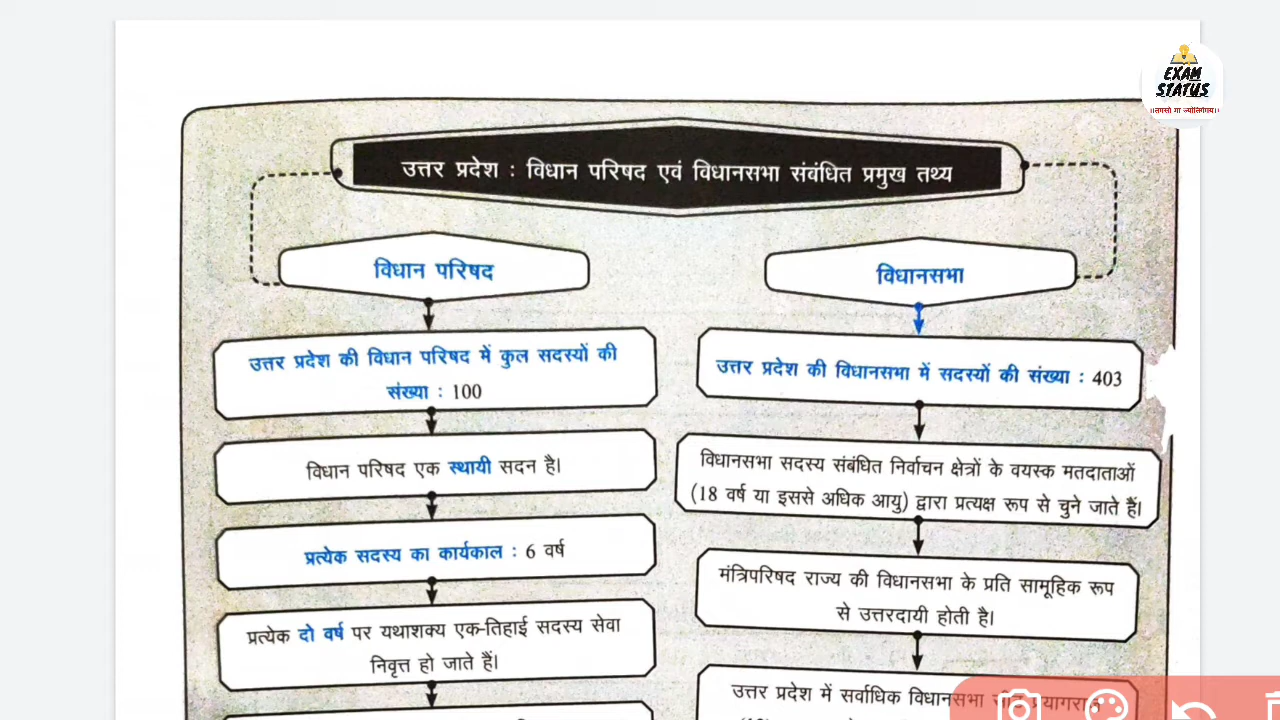 EXAM
STATUS
।।तमसो मा ज्योतिर्गमय।।
उत्तर प्रदेश : विधान परिषद एवं विधानसभा संबंधित प्रमुख तथ्य
विधान परिषद
उत्तर प्रदेश की विधान परिषद में कुल सदस्यों की
संख्या : 100
विधान परिषद एक स्थायी सदन है।
प्रत्येक सदस्य का कार्यकाल : 6 वर्ष
प्रत्येक दो वर्ष पर यथाशक्य एक-तिहाई सदस्य सेवा
निवृत्त हो जाते हैं।
विधानसभा
उत्तर प्रदेश की विधानसभा में सदस्यों की संख्या : 403
विधानसभा सदस्य संबंधित निर्वाचन क्षेत्रों के वयस्क मतदाताओं
(18 वर्ष या इससे अधिक आयु) द्वारा प्रत्यक्ष रूप से चुने जाते हैं।
मंत्रिपरिषद राज्य की विधानसभा के प्रति सामूहिक रूप
से उत्तरदायी होती है।
उत्तर प्रदेश में सर्वाधिक विधानसभा